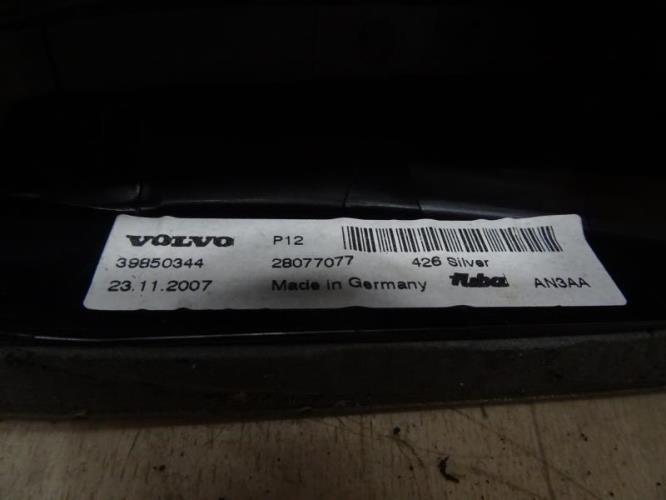 VOLVO P12
39850344 28077077 426 Silver
23.11.2007 Made in Germany fuba AN3AA